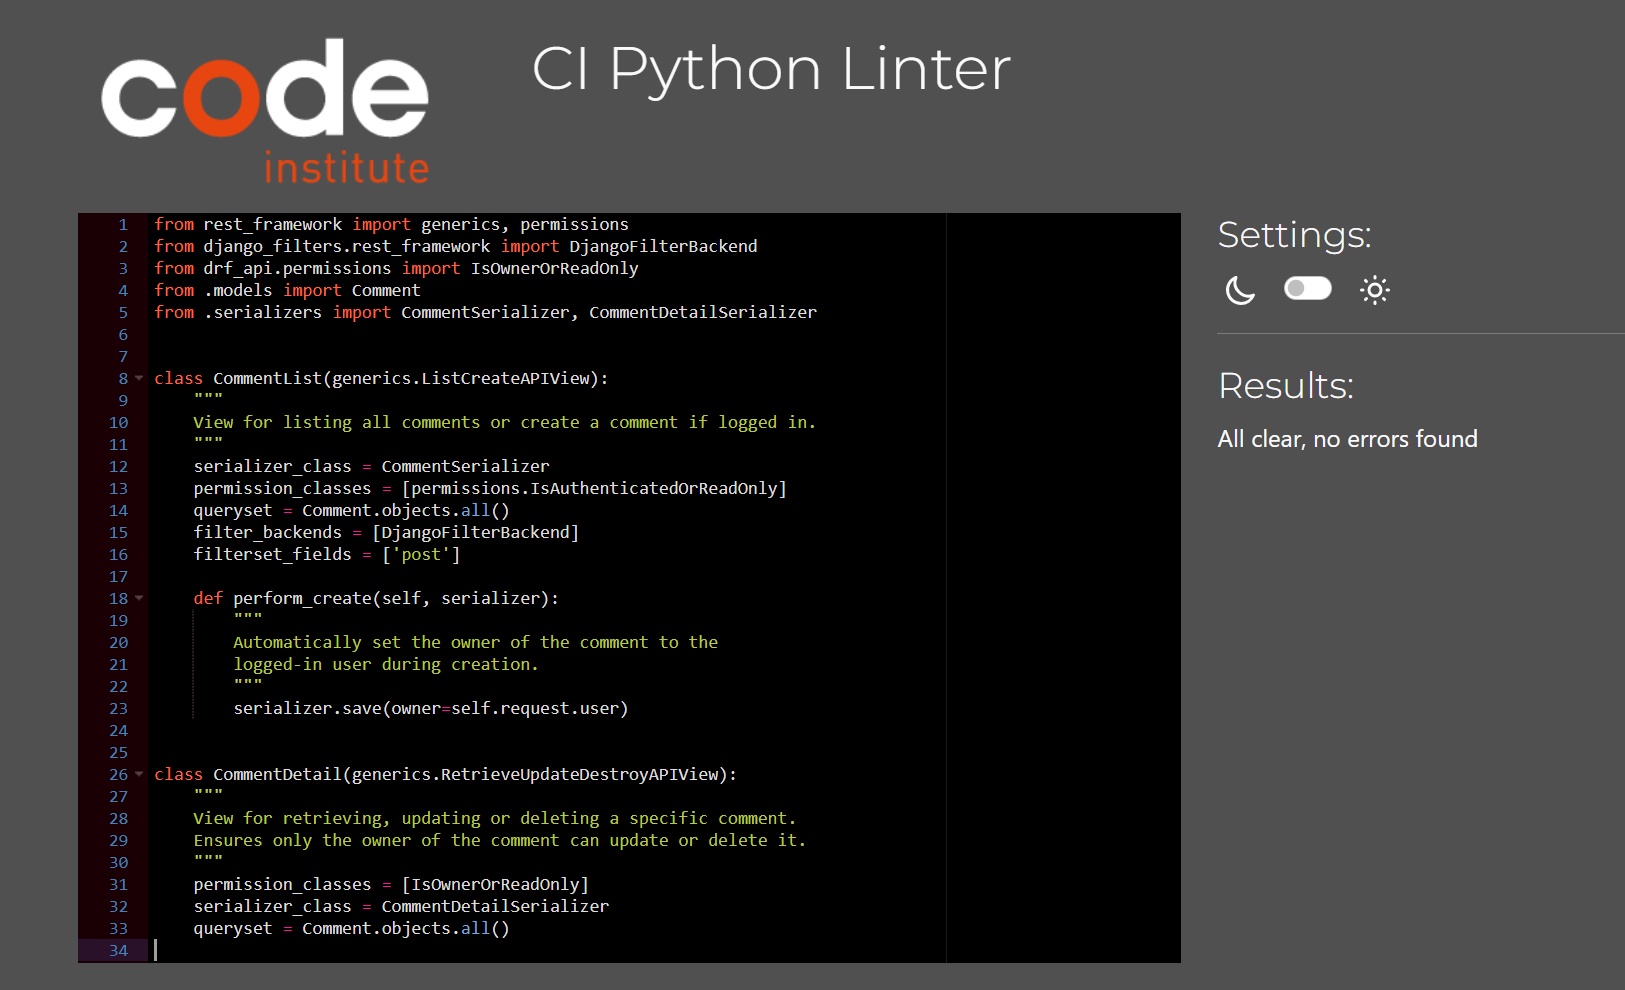 code
institute
CI Python Linter
1 from rest_framework import generics, permissions
2 from django_filters.rest_framework import DjangoFilterBackend
3 from drf_api.permissions import IsOwnerOrReadOnly
4 from .models import Comment
5 from .serializers import CommentSerializer, CommentDetailSerializer
6
7
8 class CommentList(generics.ListCreateAPIView):
9     """
10     View for listing all comments or create a comment if logged in.
11     """
12     serializer_class = CommentSerializer
13     permission_classes = [permissions.IsAuthenticatedOrReadOnly]
14     queryset = Comment.objects.all()
15     filter_backends = [DjangoFilterBackend]
16     filterset_fields = ['post']
17
18     def perform_create(self, serializer):
19         """
20         Automatically set the owner of the comment to the
21         logged-in user during creation.
22         """
23         serializer.save(owner=self.request.user)
24
25
26 class CommentDetail(generics.RetrieveUpdateDestroyAPIView):
27     """
28     View for retrieving, updating or deleting a specific comment.
29     Ensures only the owner of the comment can update or delete it.
30     """
31     permission_classes = [IsOwnerOrReadOnly]
32     serializer_class = CommentDetailSerializer
33     queryset = Comment.objects.all()
34
Settings:
Results:
All clear, no errors found